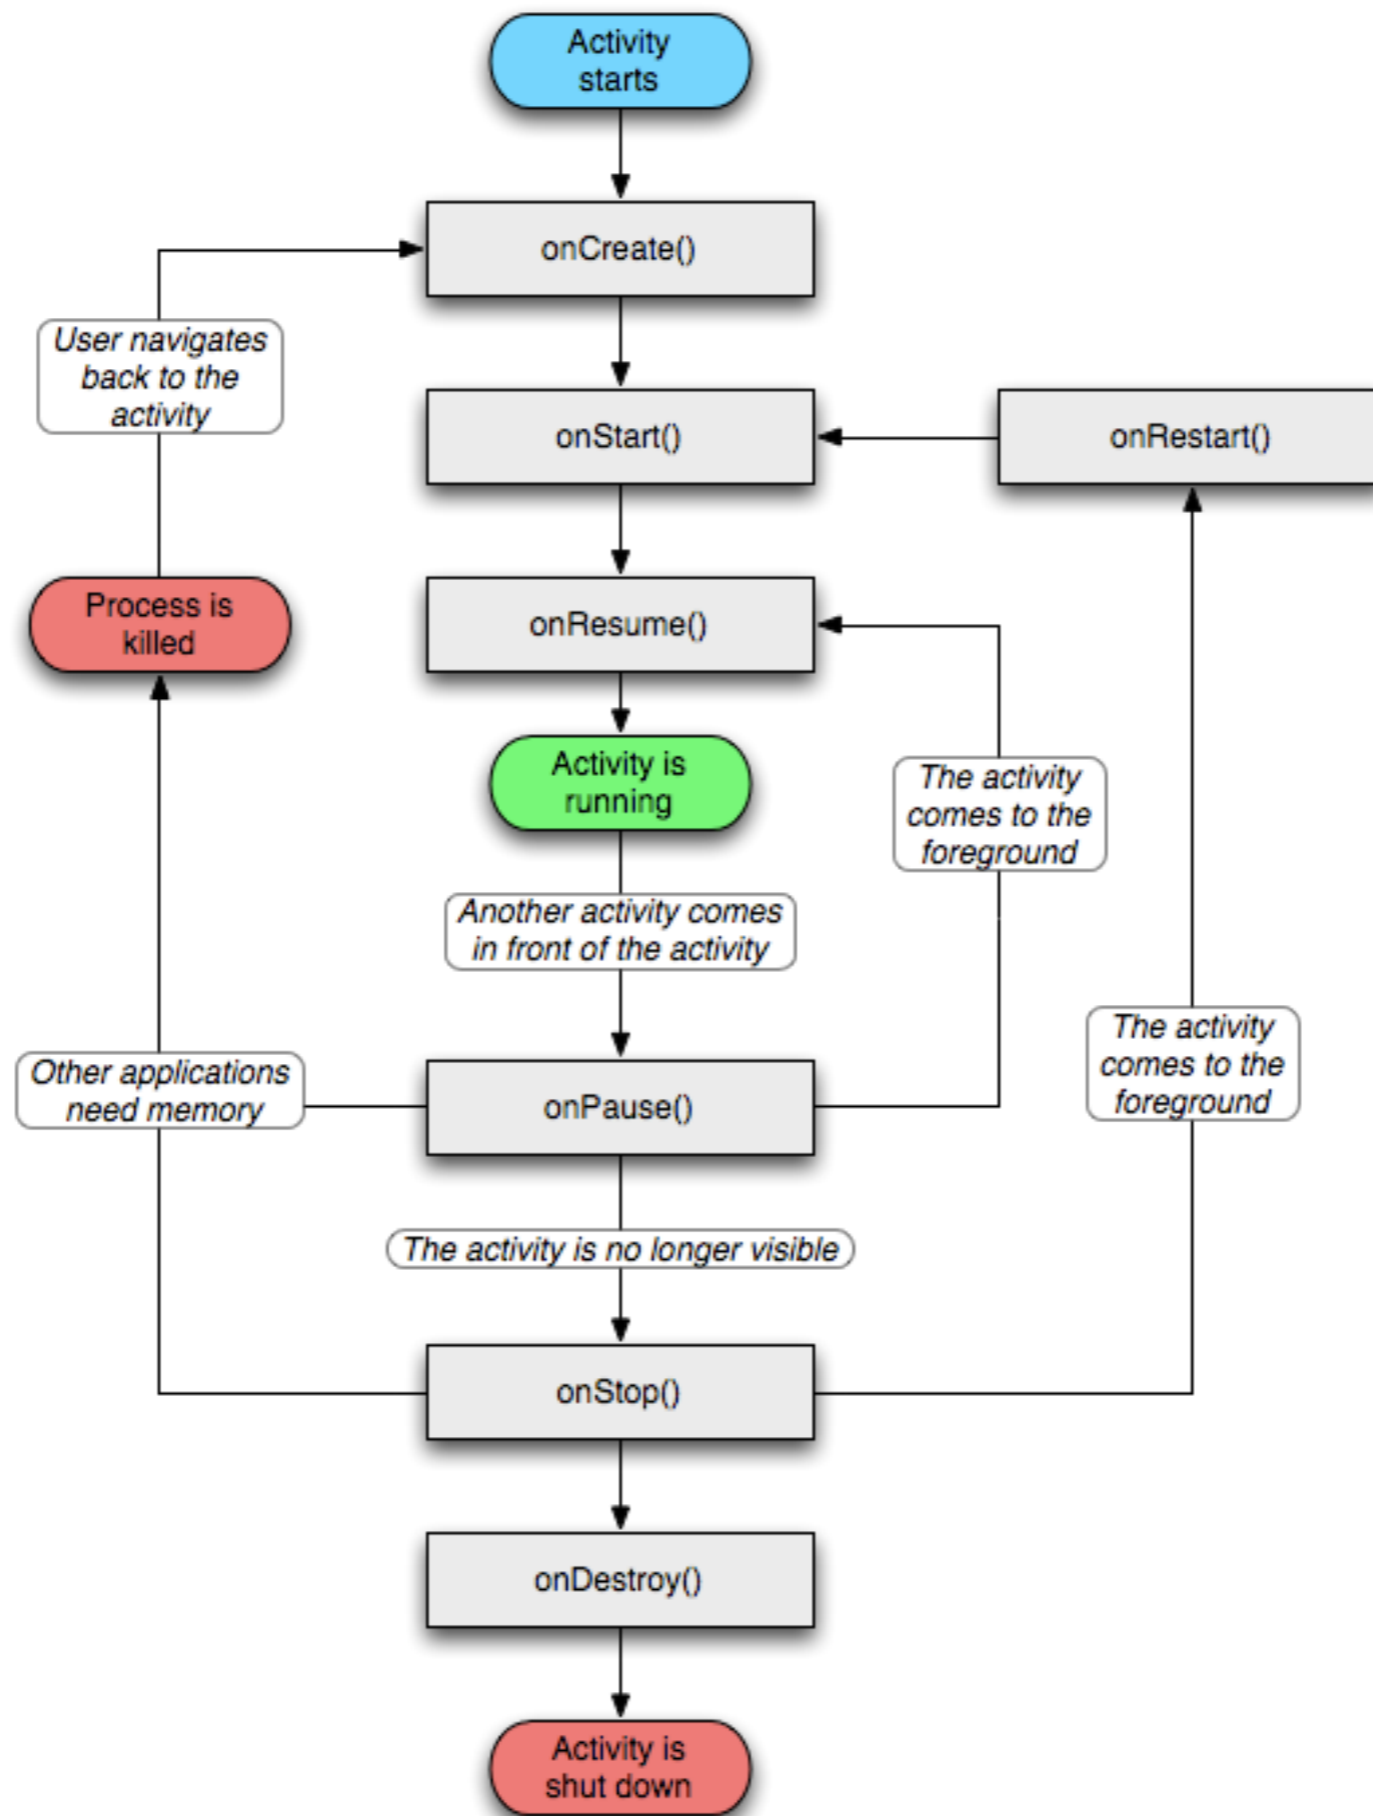 Activity
starts
onCreate()
User navigates
back to the
activity
onStart()
onRestart()
Process is
killed
onResume()
Activity is
running
The activity
comes to the
foreground
Another activity comes
in front of the activity
The activity
comes to the
foreground
Other applications
need memory
onPause()
The activity is no longer visible
onStop()
onDestroy()
Activity is
shut down